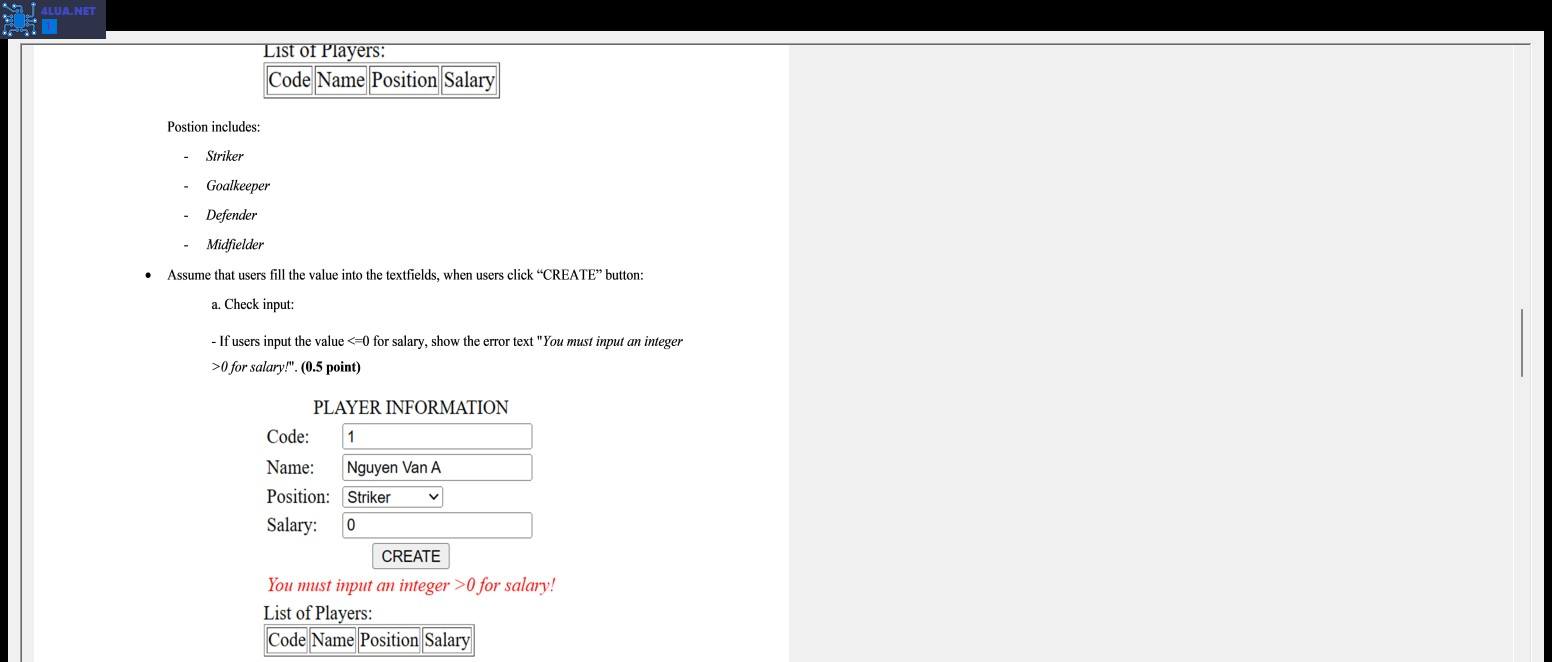 4LUA.NET
1
List of Players:
Code Name Position Salary
Postion includes:
- Striker
- Goalkeeper
- Defender
- Midfielder
• Assume that users fill the value into the textfields, when users click “CREATE” button:
a. Check input:
- If users input the value <=0 for salary, show the error text "You must input an integer
>0 for salary!". (0.5 point)
PLAYER INFORMATION
Code: 1
Name: Nguyen Van A
Position: Striker
Salary: 0
CREATE
You must input an integer >0 for salary!
List of Players:
Code Name Position Salary